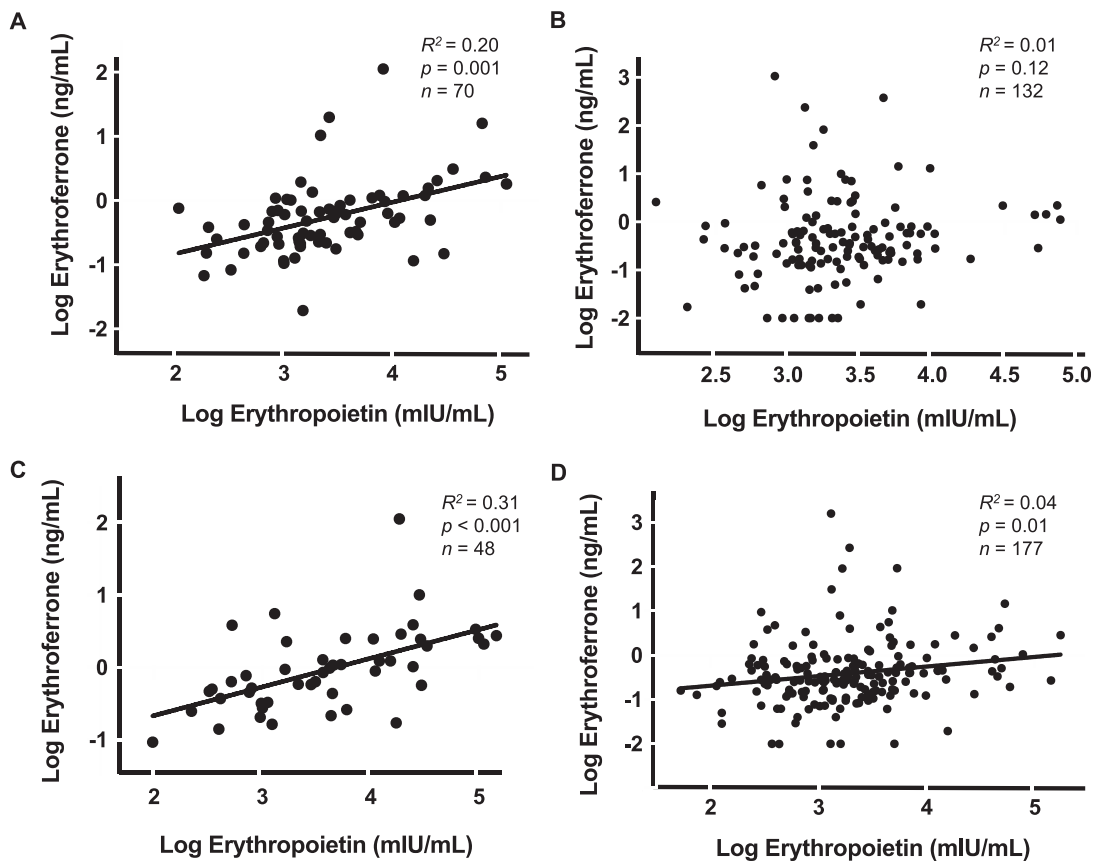 A
R² = 0.20
p = 0.001
n = 70
Log Erythroferrone (ng/mL)
2
1
0
-1
-2
2 3 4 5
Log Erythropoietin (mIU/mL)
B
R² = 0.01
p = 0.12
n = 132
Log Erythroferrone (ng/mL)
3
2
1
0
-1
-2
2.5 3.0 3.5 4.0 4.5 5.0
Log Erythropoietin (mIU/mL)
C
R² = 0.31
p < 0.001
n = 48
Log Erythroferrone (ng/mL)
2
1
0
-1
2 3 4 5
Log Erythropoietin (mIU/mL)
D
R² = 0.04
p = 0.01
n = 177
Log Erythroferrone (ng/mL)
3
2
1
0
-1
-2
2 3 4 5
Log Erythropoietin (mIU/mL)